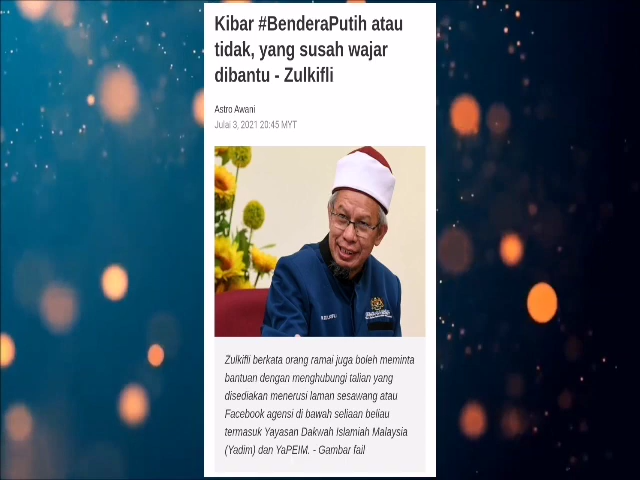 Kibar #BenderaPutih atau
tidak, yang susah wajar
dibantu - Zulkifli
Astro Awani
Julai 3, 2021 20:45 MYT
Zulkifli berkata orang ramai juga boleh meminta
bantuan dengan menghubungi talian yang
disediakan menerusi laman sesawang atau
Facebook agensi di bawah seliaan beliau
termasuk Yayasan Dakwah Islamiah Malaysia
(Yadim) dan YaPEIM. - Gambar fail